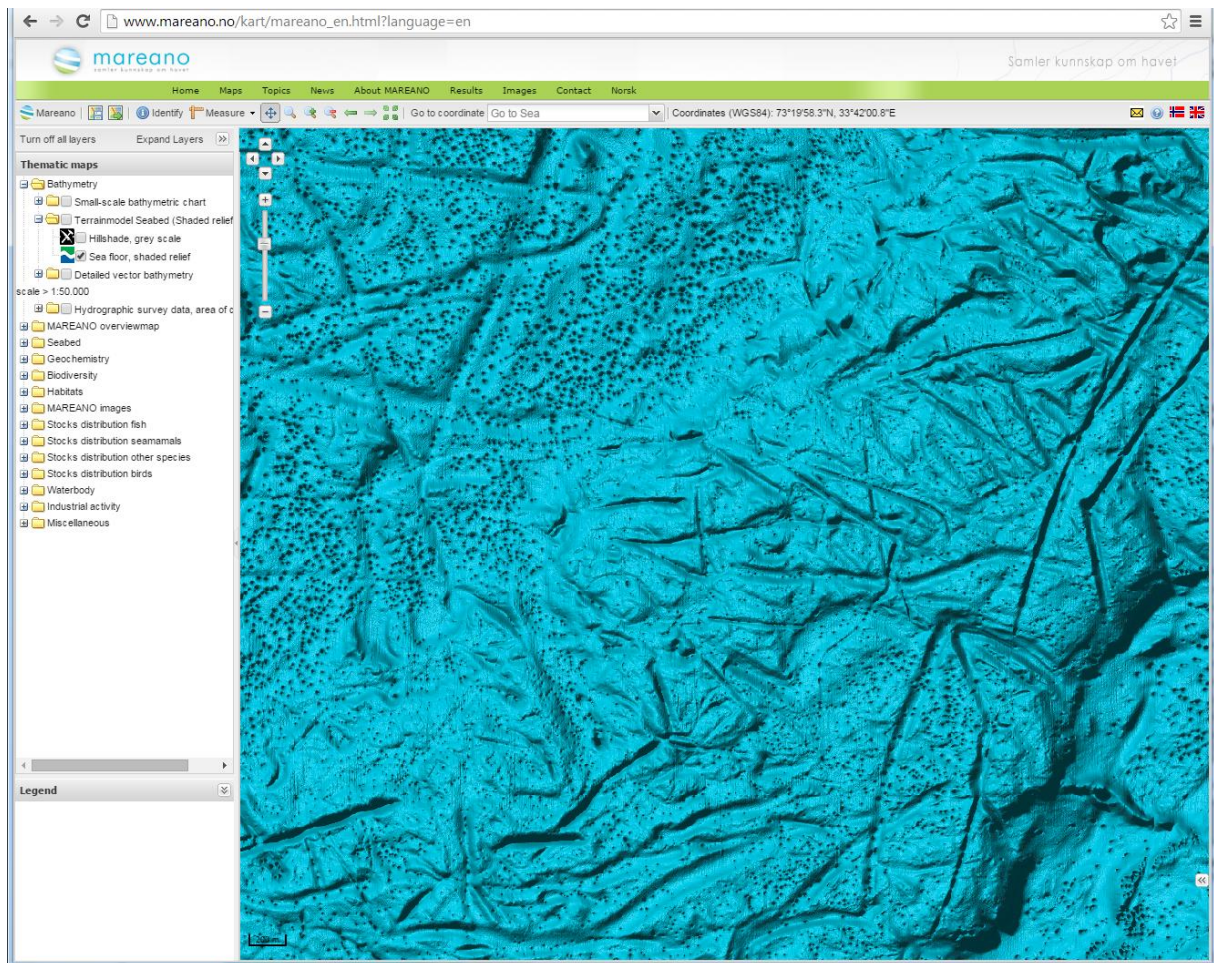 www.mareano.no/kart/mareano_en.html?language=en
mareano
samler kunnskap om havet
Samler kunnskap om havet
Home Maps Topics News About MAREANO Results Images Contact Norsk
Mareano Identify Measure Go to coordinate Go to Sea Coordinates (WGS84): 73°19'58.3"N, 33°42'00.8"E
Turn off all layers Expand Layers
Thematic maps
Bathymetry
Small-scale bathymetric chart
Terrainmodel Seabed (Shaded relief
Hillshade, grey scale
Sea floor, shaded relief
Detailed vector bathymetry
scale > 1:50.000
Hydrographic survey data, area of c
MAREANO overviewmap
Seabed
Geochemistry
Biodiversity
Habitats
MAREANO images
Stocks distribution fish
Stocks distribution seamamals
Stocks distribution other species
Stocks distribution birds
Waterbody
Industrial activity
Miscellaneous
Legend